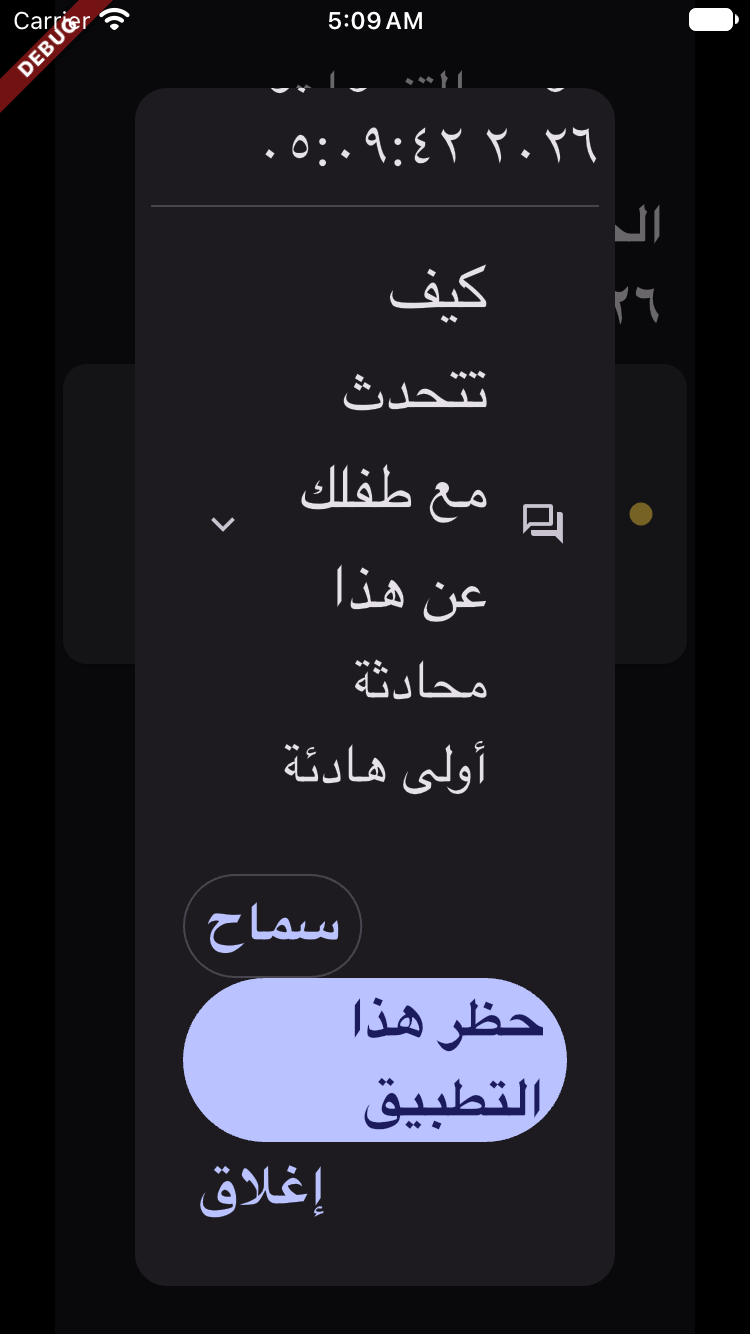 Carrier 5:09 AM
DEBUG
٢٠٢٦ ٠٥:٠٩:٤٢
كيف
تتحدث
مع طفلك
عن هذا
محادثة
أولى هادئة
سماح
حظر هذا
التطبيق
إغلاق